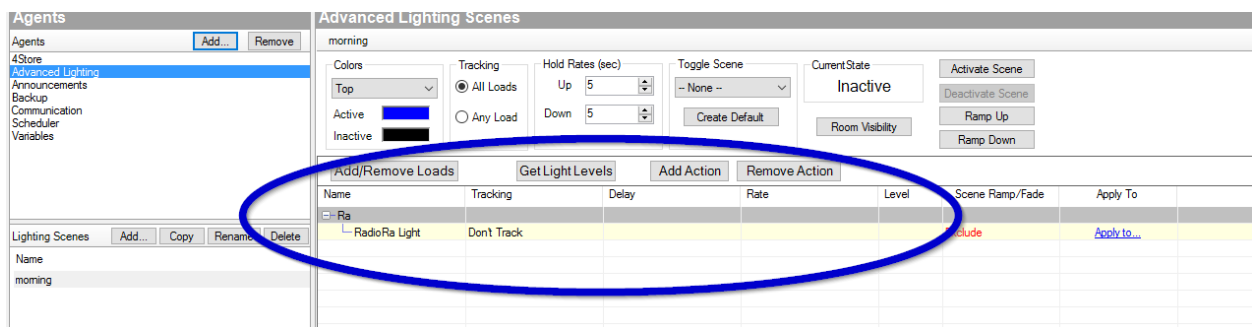 Agents
Agents Add... Remove
4Store
Advanced Lighting
Announcements
Backup
Communication
Scheduler
Variables
Lighting Scenes Add... Copy Rename Delete
Name
morning
Advanced Lighting Scenes
morning
Colors
Top
Active
Inactive
Tracking
All Loads
Any Load
Hold Rates (sec)
Up 5
Down 5
Toggle Scene
-- None --
Create Default
Current State
Inactive
Room Visibility
Activate Scene
Deactivate Scene
Ramp Up
Ramp Down
Add/Remove Loads Get Light Levels Add Action Remove Action
Name Tracking Delay Rate Level Scene Ramp/Fade Apply To
Ra
RadioRa Light Don't Track Exclude Apply to...